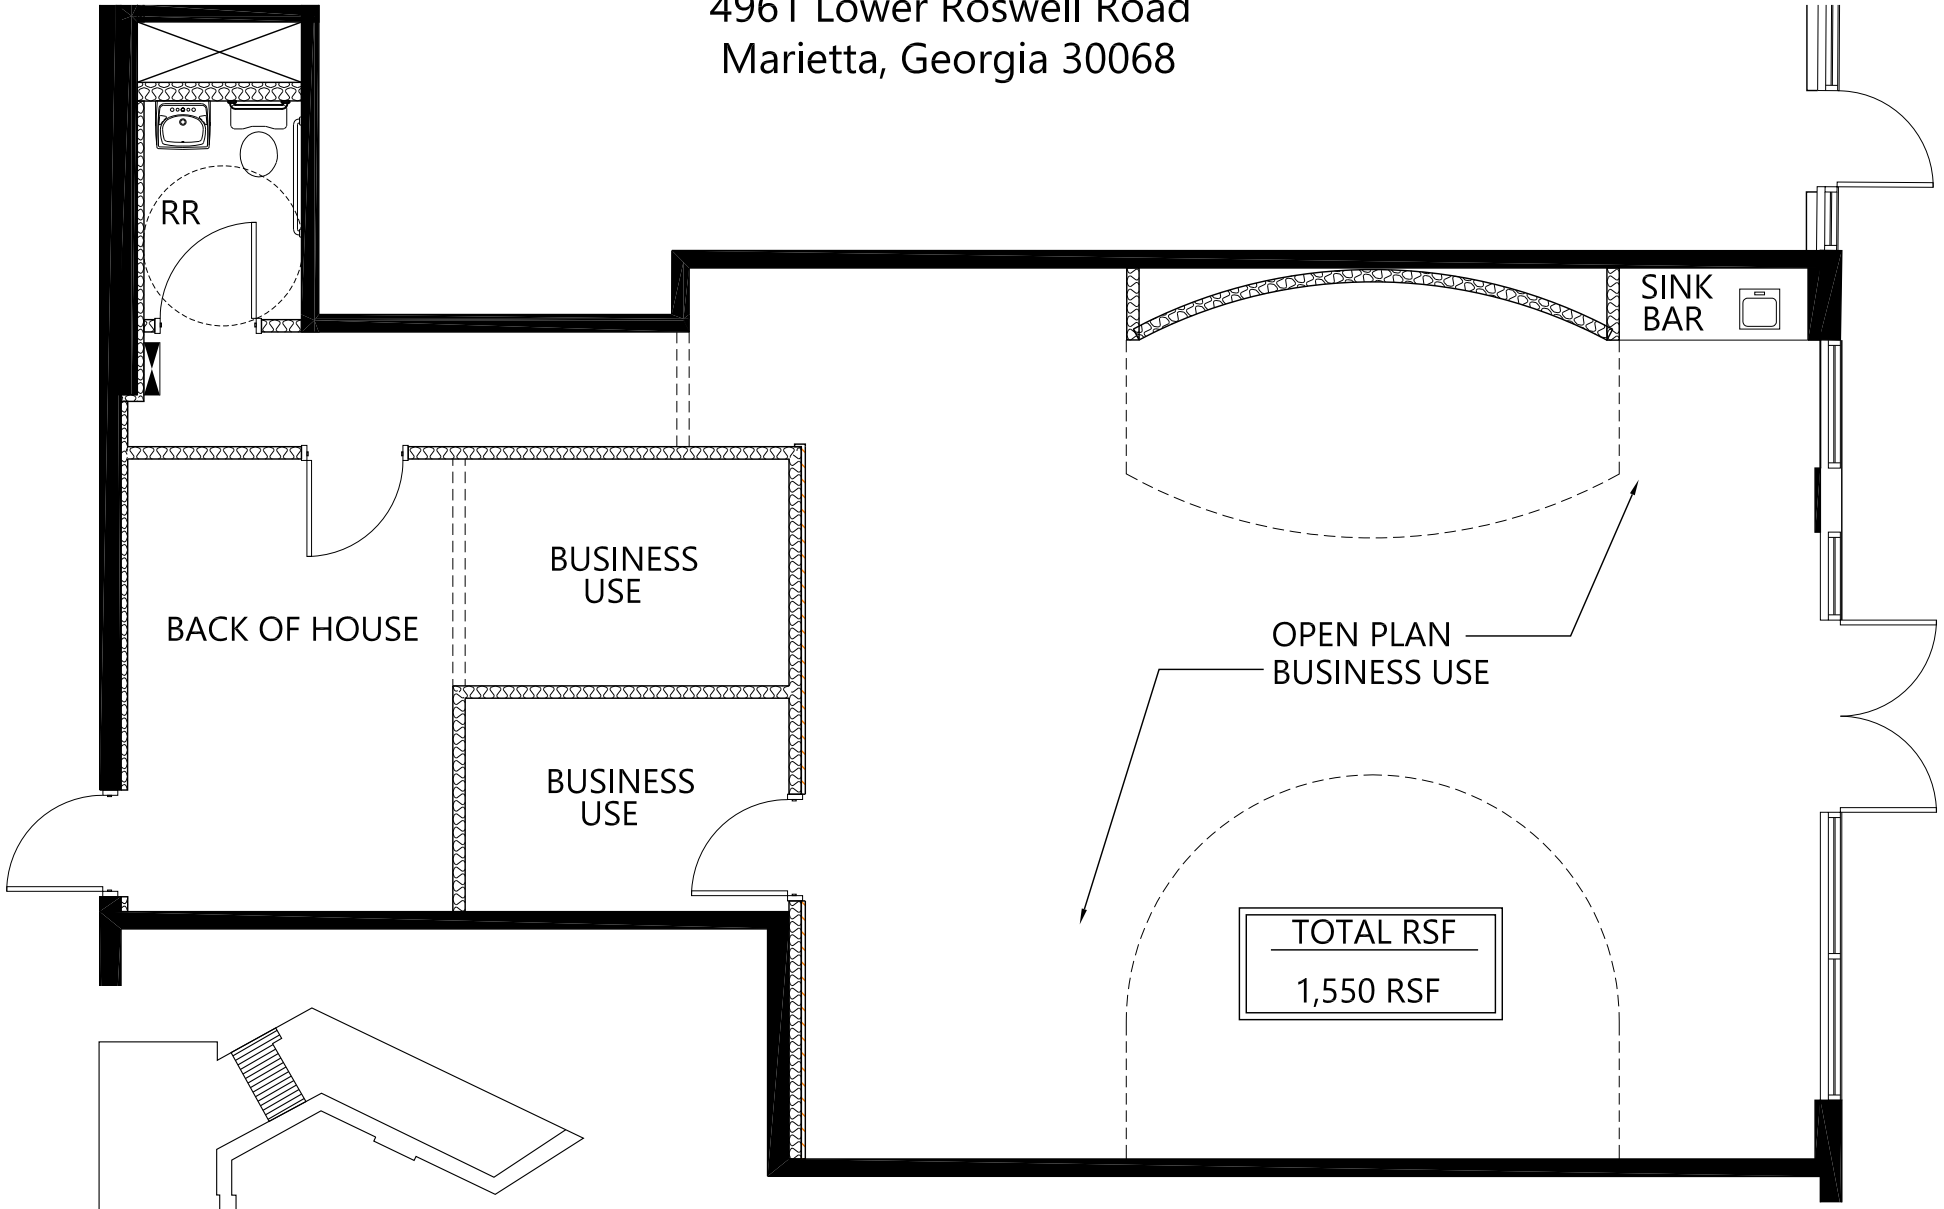 4961 Lower Roswell Road
Marietta, Georgia 30068
RR
SINK
BAR
BUSINESS
USE
BACK OF HOUSE
OPEN PLAN
BUSINESS USE
BUSINESS
USE
TOTAL RSF
1,550 RSF